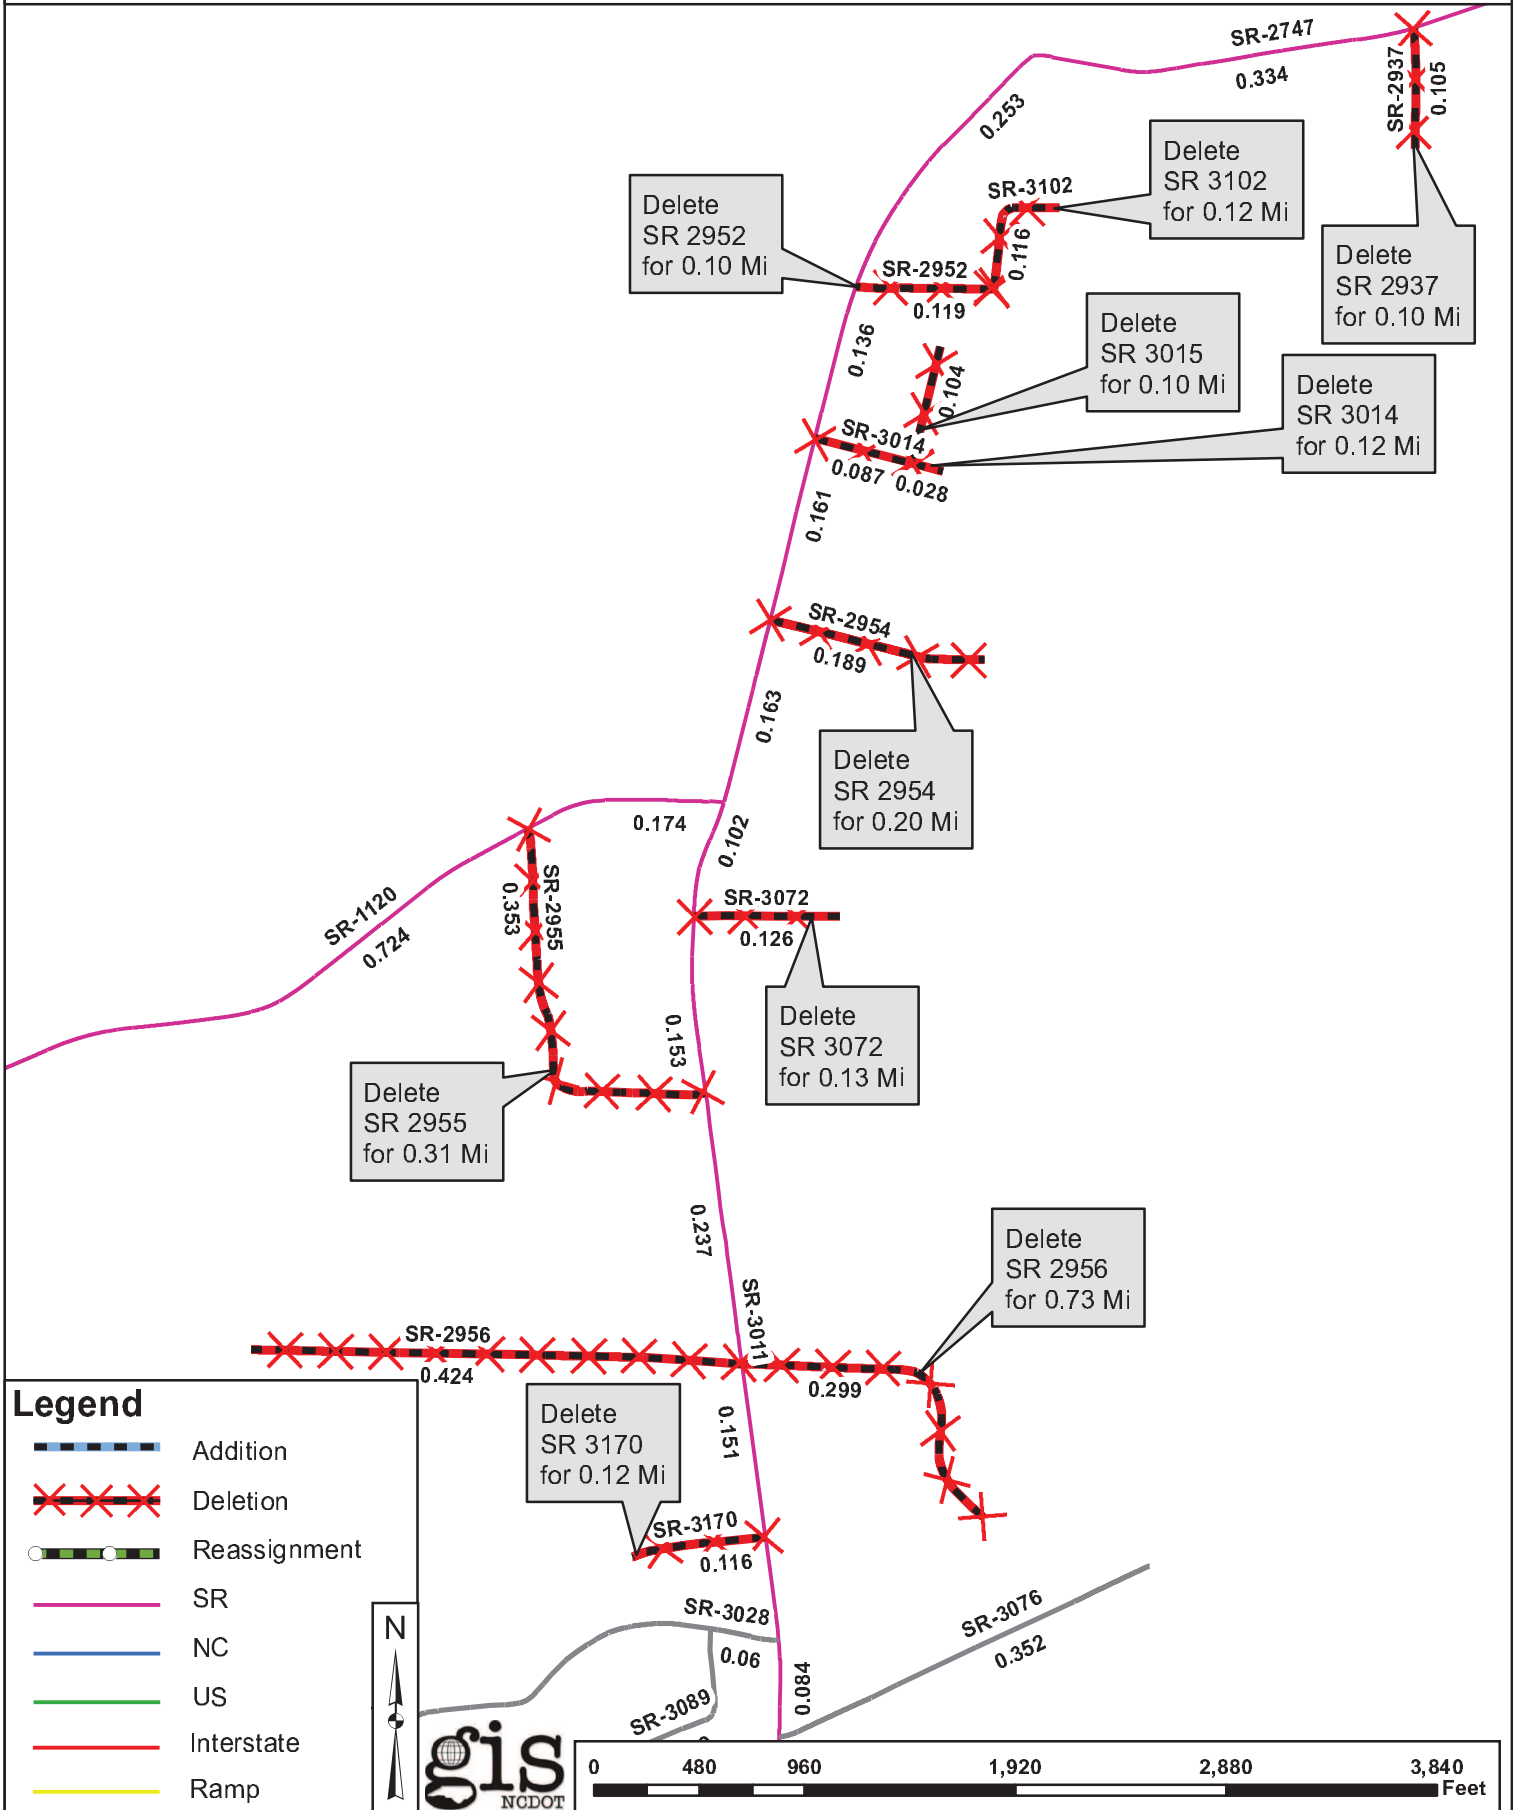 SR-2747
0.334
SR-2937
0.105
0.253
Delete
SR 3102
for 0.12 Mi
SR-3102
0.116
Delete
SR 2952
for 0.10 Mi
SR-2952
0.119
Delete
SR 2937
for 0.10 Mi
0.136
Delete
SR 3015
for 0.10 Mi
0.104
Delete
SR 3014
for 0.12 Mi
SR-3014
0.087
0.028
0.161
SR-2954
0.189
0.163
Delete
SR 2954
for 0.20 Mi
0.174
0.102
SR-2955
0.353
SR-1120
0.724
SR-3072
0.126
Delete
SR 3072
for 0.13 Mi
0.153
Delete
SR 2955
for 0.31 Mi
0.237
SR-3011
Delete
SR 2956
for 0.73 Mi
SR-2956
0.424
0.299
Delete
SR 3170
for 0.12 Mi
0.151
SR-3170
0.116
SR-3028
0.06
SR-3089
0.084
SR-3076
0.352
Legend
Addition
Deletion
Reassignment
SR
NC
US
Interstate
Ramp
N
gis
NCDOT
0 480 960 1,920 2,880 3,840
Feet